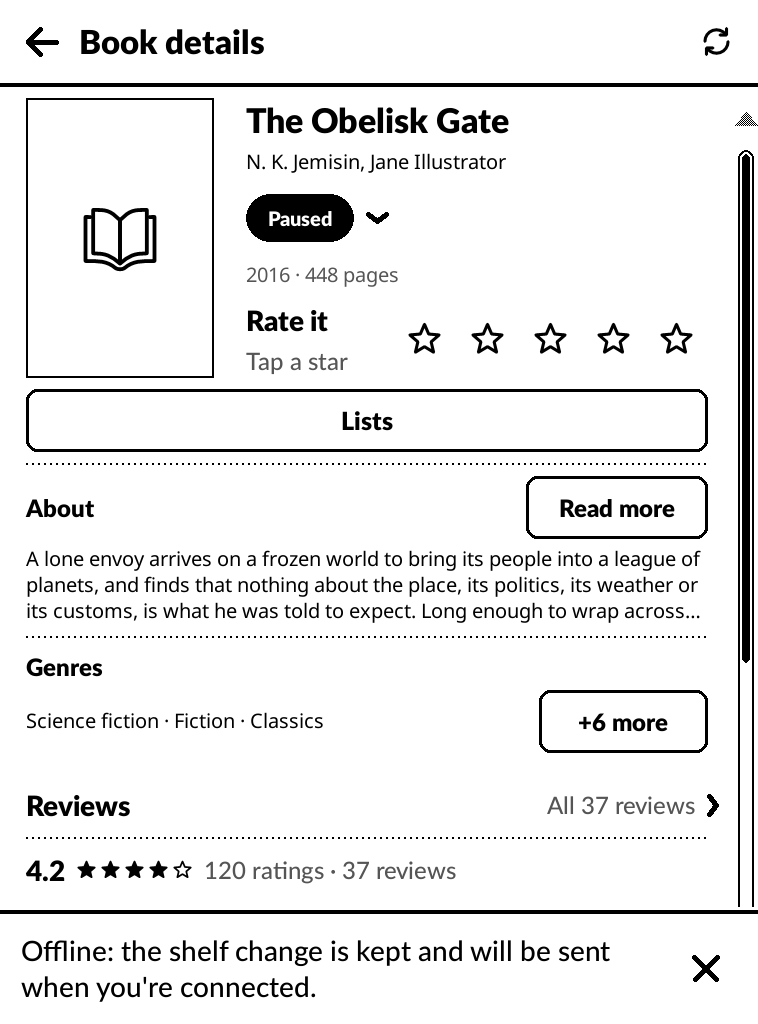 Book details
The Obelisk Gate
N. K. Jemisin, Jane Illustrator
Paused
2016 · 448 pages
Rate it
Tap a star
Lists
About
Read more
A lone envoy arrives on a frozen world to bring its people into a league of
planets, and finds that nothing about the place, its politics, its weather or
its customs, is what he was told to expect. Long enough to wrap across...
Genres
Science fiction · Fiction · Classics
+6 more
Reviews
All 37 reviews
4.2
120 ratings · 37 reviews
Offline: the shelf change is kept and will be sent
when you're connected.